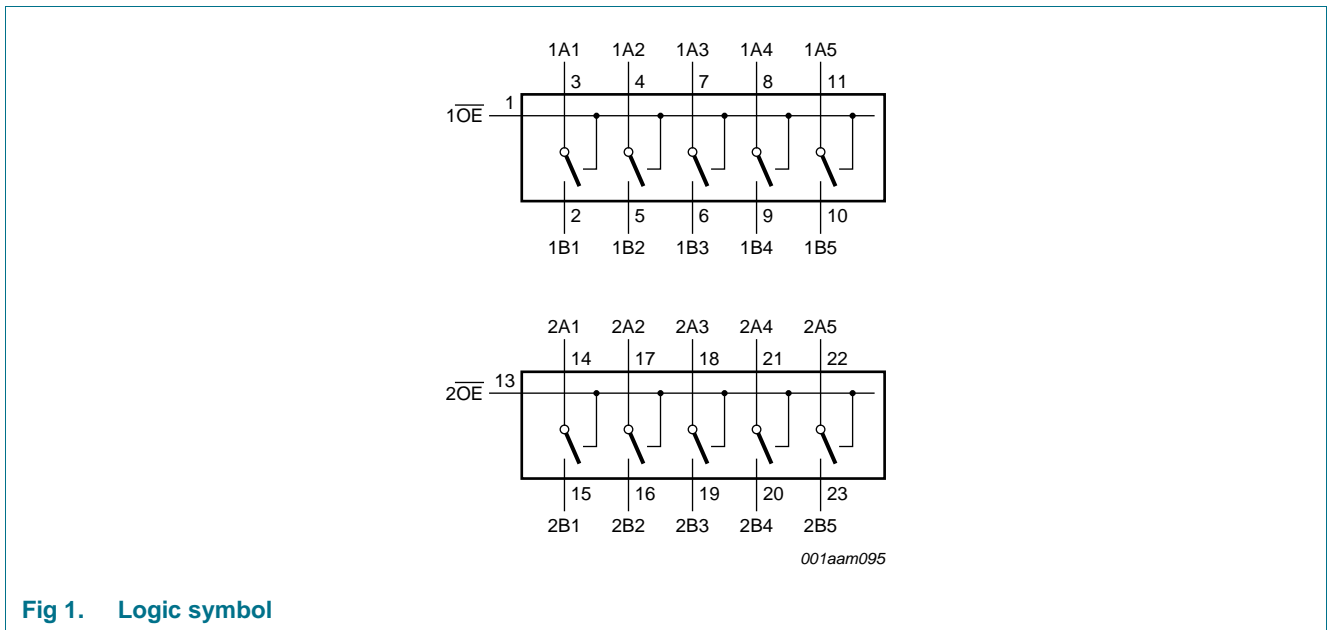 1A1 1A2 1A3 1A4 1A5
3 4 7 8 11
1
1O̅E̅
2 5 6 9 10
1B1 1B2 1B3 1B4 1B5
2A1 2A2 2A3 2A4 2A5
14 17 18 21 22
13
2O̅E̅
15 16 19 20 23
2B1 2B2 2B3 2B4 2B5
001aam095
Fig 1. Logic symbol